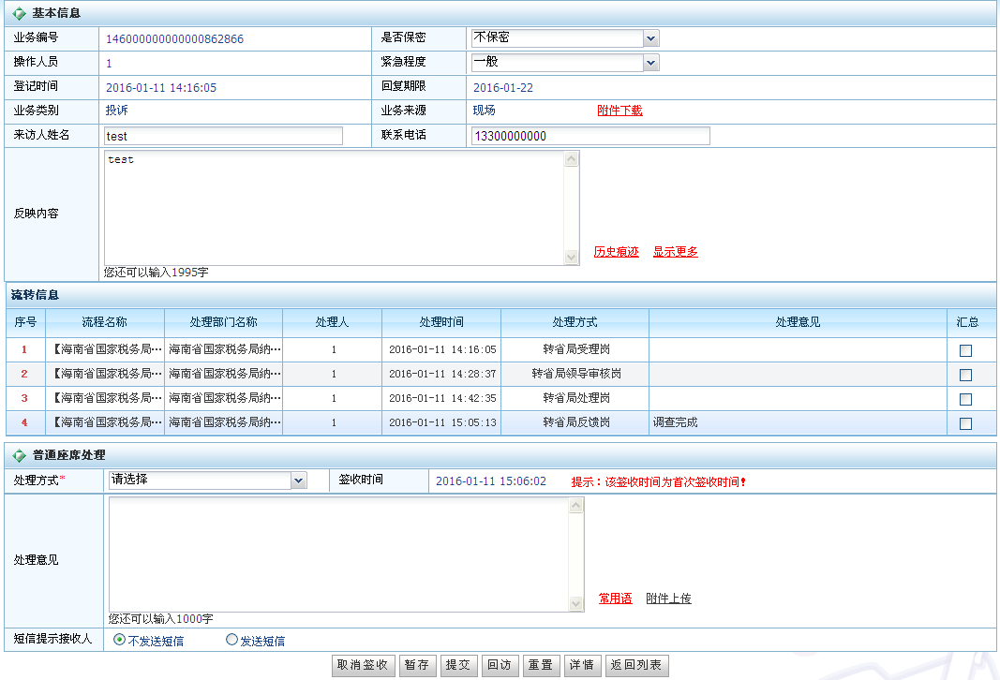 基本信息
业务编号 146000000000000862866 是否保密 不保密
操作人员 1 紧急程度 一般
登记时间 2016-01-11 14:16:05 回复期限 2016-01-22
业务类别 投诉 业务来源 现场 附件下载
来访人姓名 test 联系电话 13300000000
test
反映内容
历史痕迹 显示更多
您还可以输入1995字
流转信息
序号 流程名称 处理部门名称 处理人 处理时间 处理方式 处理意见 汇总
1 【海南省国家税务局… 海南省国家税务局纳… 1 2016-01-11 14:16:05 转省局受理岗
2 【海南省国家税务局… 海南省国家税务局纳… 1 2016-01-11 14:28:37 转省局领导审核岗
3 【海南省国家税务局… 海南省国家税务局纳… 1 2016-01-11 14:42:35 转省局处理岗
4 【海南省国家税务局… 海南省国家税务局纳… 1 2016-01-11 15:05:13 转省局反馈岗 调查完成
普通座席处理
处理方式* 请选择 签收时间 2016-01-11 15:06:02 提示：该签收时间为首次签收时间！
处理意见
常用语 附件上传
您还可以输入1000字
短信提示接收人 不发送短信 发送短信
取消签收 暂存 提交 回访 重置 详情 返回列表